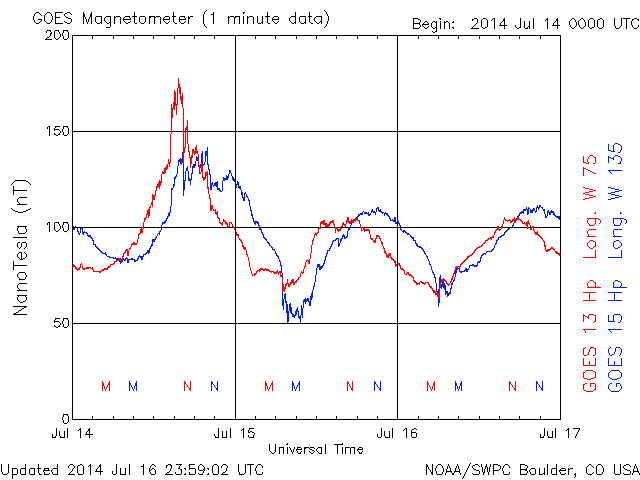 GOES Magnetometer (1 minute data)
Begin: 2014 Jul 14 0000 UTC
200
150
100
50
0
NanoTesla (nT)
M M N N M M N N M M N N
Jul 14 Jul 15 Jul 16 Jul 17
Universal Time
GOES 13 Hp Long. W 75
GOES 15 Hp Long. W 135
Updated 2014 Jul 16 23:59:02 UTC
NOAA/SWPC Boulder, CO USA